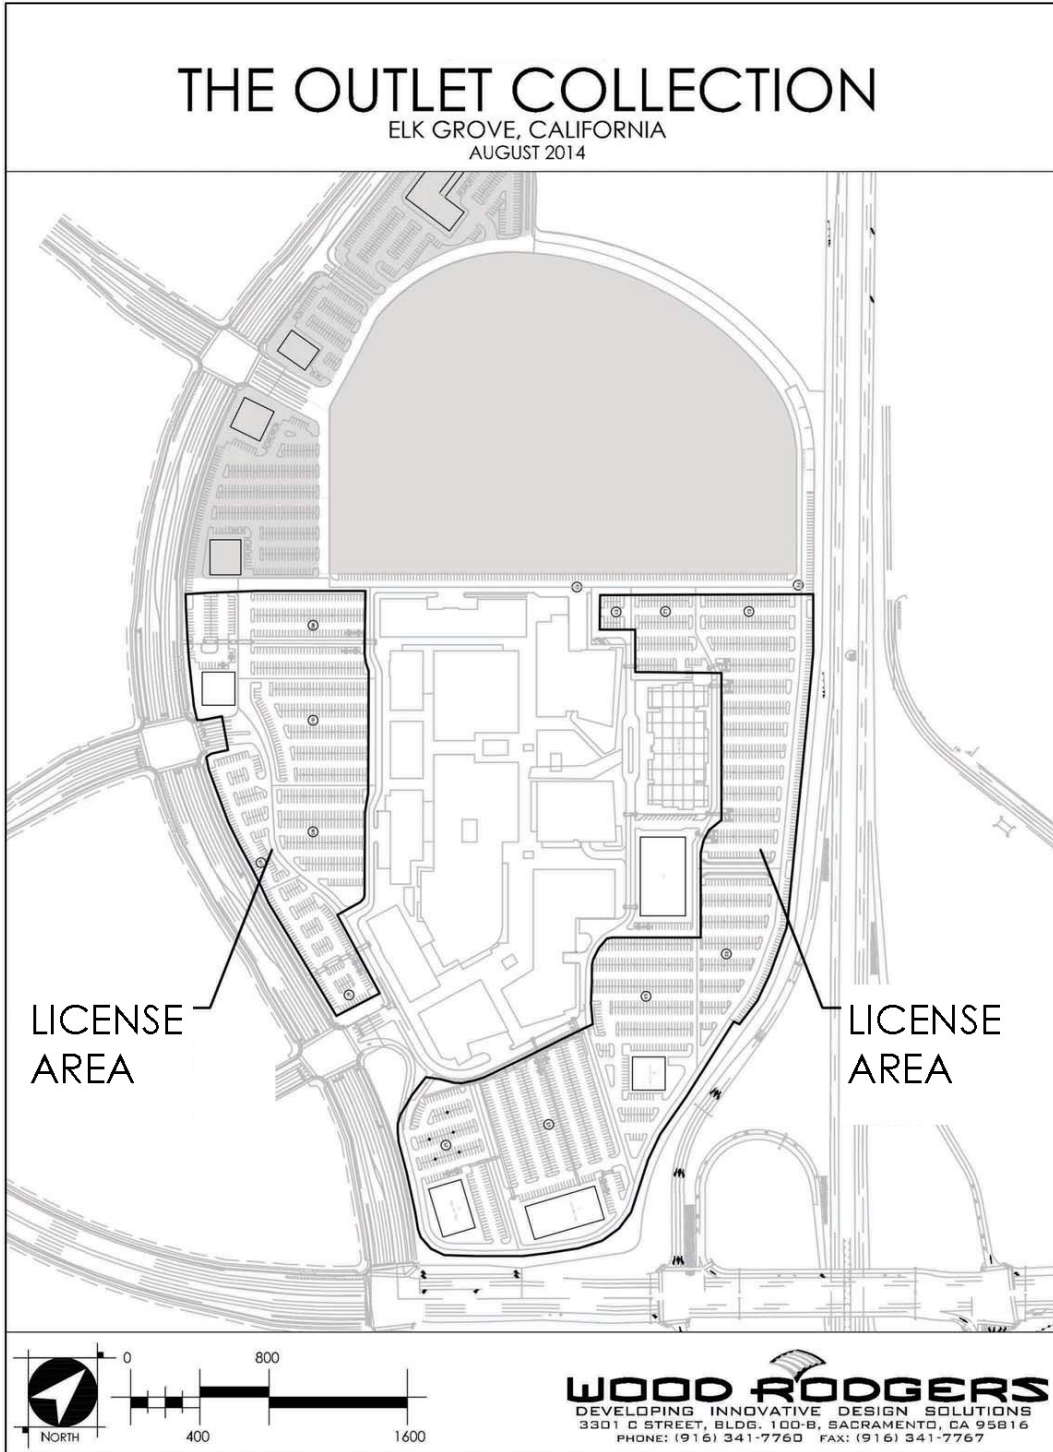 THE OUTLET COLLECTION
ELK GROVE, CALIFORNIA
AUGUST 2014
LICENSE
AREA
LICENSE
AREA
0
800
400
1600
NORTH
WOOD RODGERS
DEVELOPING INNOVATIVE DESIGN SOLUTIONS
3301 C STREET, BLDG. 100-B, SACRAMENTO, CA 95816
PHONE: (916) 341-7760 FAX: (916) 341-7767